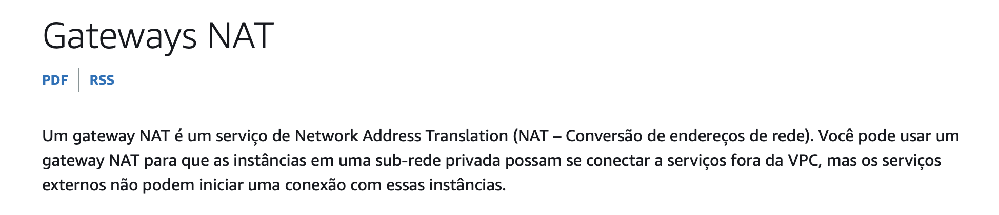 Gateways NAT
PDF | RSS
Um gateway NAT é um serviço de Network Address Translation (NAT – Conversão de endereços de rede). Você pode usar um
gateway NAT para que as instâncias em uma sub-rede privada possam se conectar a serviços fora da VPC, mas os serviços
externos não podem iniciar uma conexão com essas instâncias.